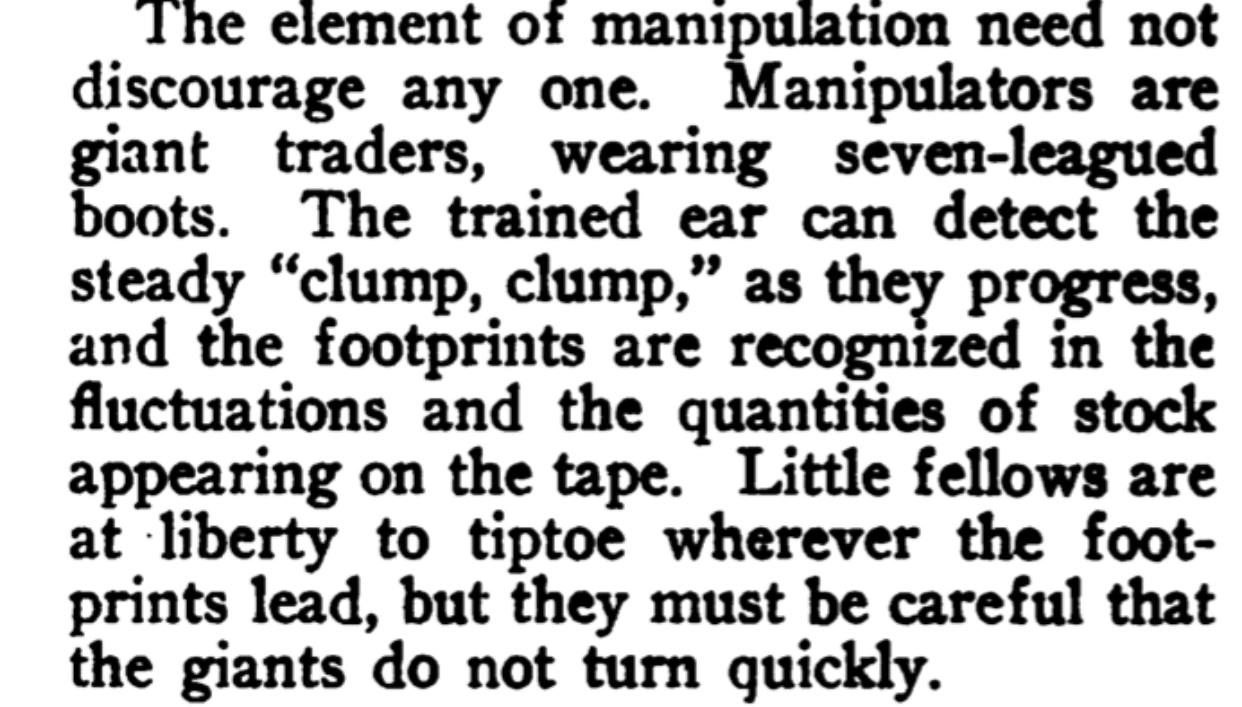 The element of manipulation need not
discourage any one. Manipulators are
giant traders, wearing seven-leagued
boots. The trained ear can detect the
steady “clump, clump,” as they progress,
and the footprints are recognized in the
fluctuations and the quantities of stock
appearing on the tape. Little fellows are
at liberty to tiptoe wherever the foot-
prints lead, but they must be careful that
the giants do not turn quickly.